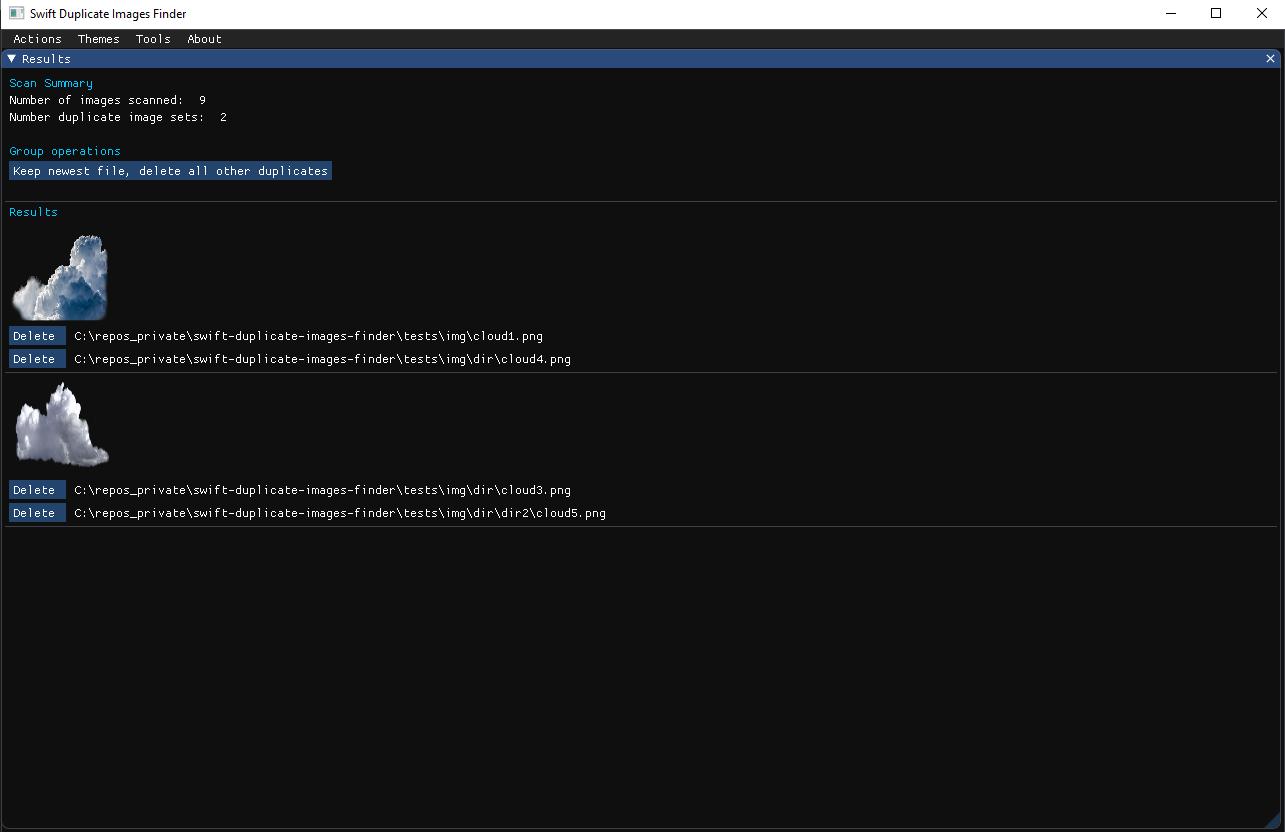 Swift Duplicate Images Finder
Actions Themes Tools About
Results
Scan Summary
Number of images scanned: 9
Number duplicate image sets: 2
Group operations
Keep newest file, delete all other duplicates
Results
Delete C:\repos_private\swift-duplicate-images-finder\tests\img\cloud1.png
Delete C:\repos_private\swift-duplicate-images-finder\tests\img\dir\cloud4.png
Delete C:\repos_private\swift-duplicate-images-finder\tests\img\dir\cloud3.png
Delete C:\repos_private\swift-duplicate-images-finder\tests\img\dir\dir2\cloud5.png